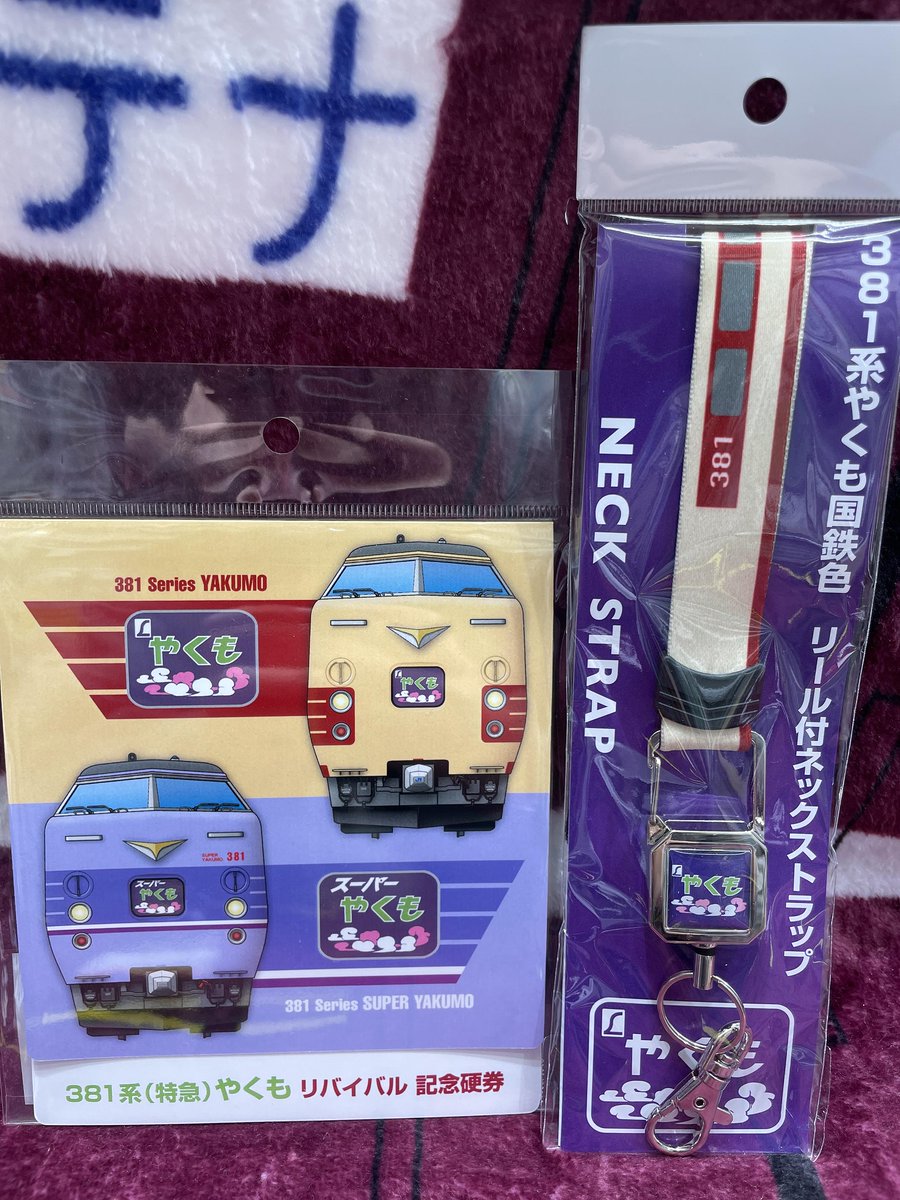 テナ
381 Series YAKUMO
やくも
やくも
SUPER
YAKUMO 381
スーパー
やくも
スーパー
やくも
381 Series SUPER YAKUMO
381系(特急)やくも リバイバル 記念硬券
381系やくも国鉄色 リール付ネックストラップ
NECK STRAP
381
やくも
やくも